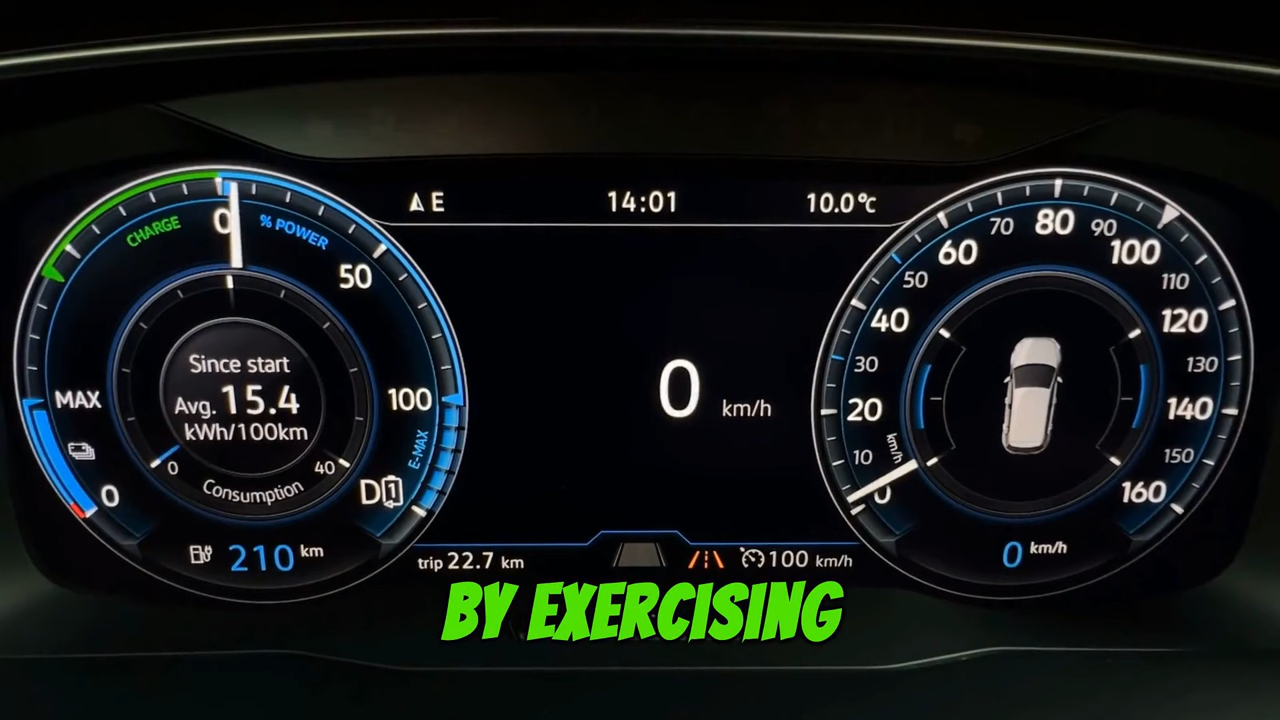 E
14:01
10.0°C
CHARGE
0
% POWER
50
100
E-MAX
MAX
0
Since start
Avg. 15.4
kWh/100km
0
40
Consumption
D 1
210 km
0 km/h
trip 22.7 km
100 km/h
0
10
20
30
40
50
60
70
80
90
100
110
120
130
140
150
160
km/h
0 km/h
BY EXERCISING